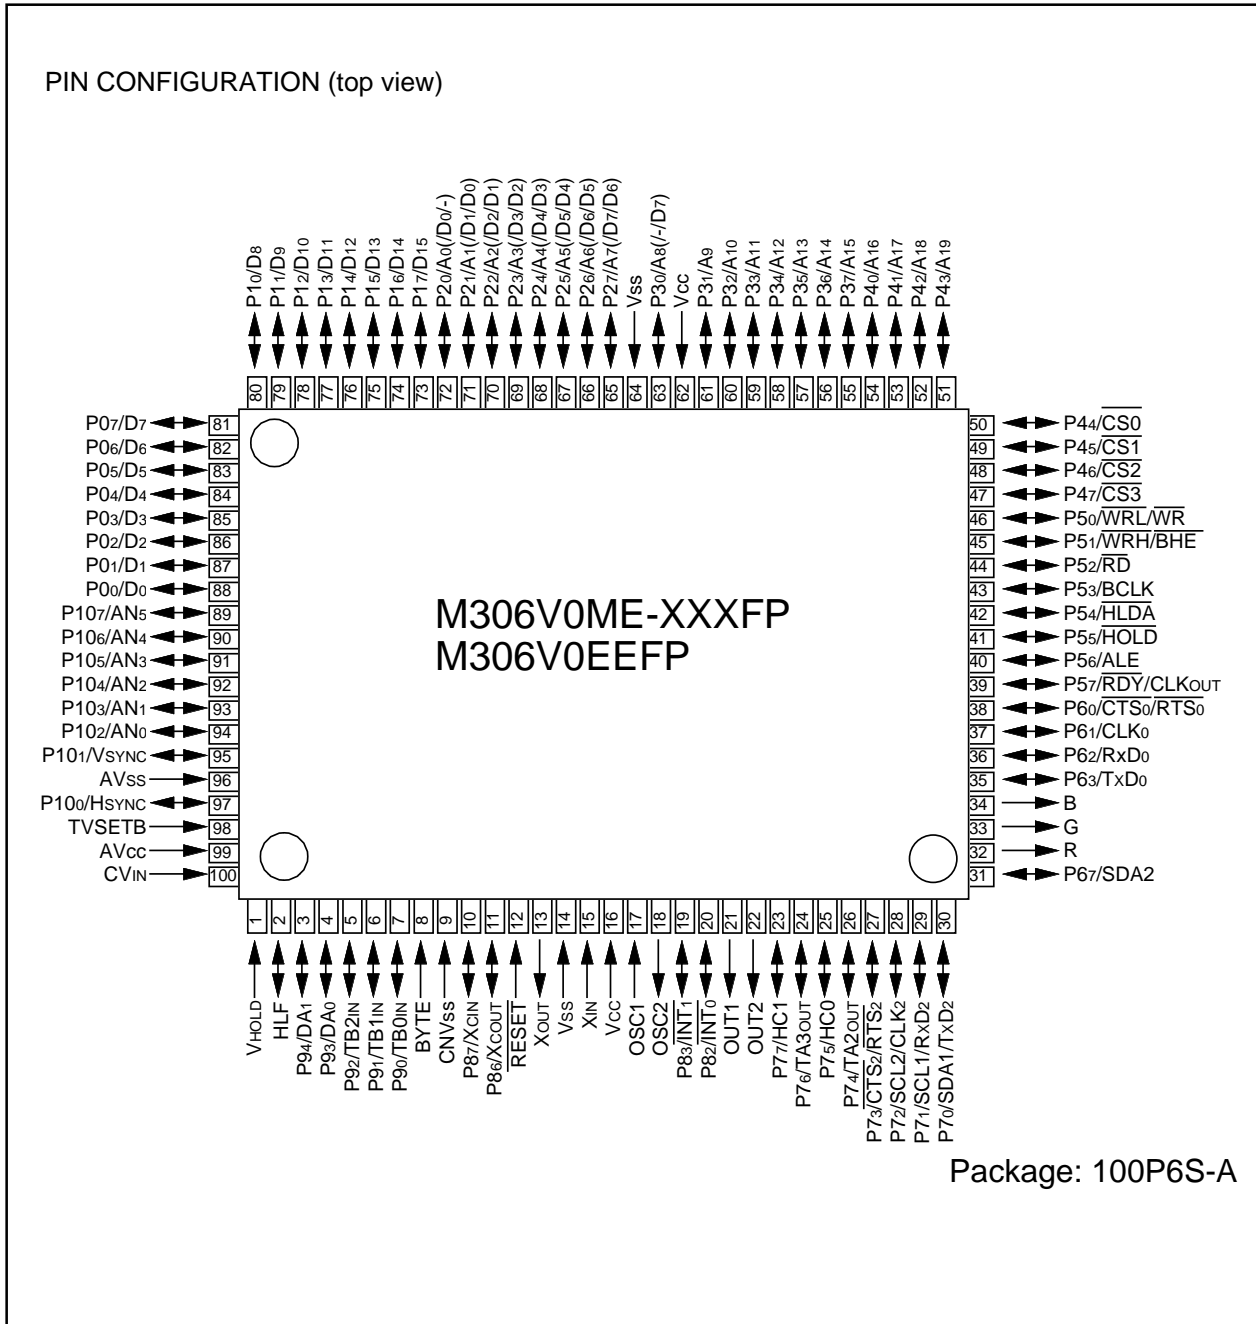 PIN CONFIGURATION (top view)
P10/D8
P11/D9
P12/D10
P13/D11
P14/D12
P15/D13
P16/D14
P17/D15
P20/A0(/D0/-)
P21/A1(/D1/D0)
P22/A2(/D2/D1)
P23/A3(/D3/D2)
P24/A4(/D4/D3)
P25/A5(/D5/D4)
P26/A6(/D6/D5)
P27/A7(/D7/D6)
Vss
P30/A8(/-/D7)
Vcc
P31/A9
P32/A10
P33/A11
P34/A12
P35/A13
P36/A14
P37/A15
P40/A16
P41/A17
P42/A18
P43/A19
80 79 78 77 76 75 74 73 72 71 70 69 68 67 66 65 64 63 62 61 60 59 58 57 56 55 54 53 52 51
P07/D7 81
P06/D6 82
P05/D5 83
P04/D4 84
P03/D3 85
P02/D2 86
P01/D1 87
P00/D0 88
P107/AN5 89
P106/AN4 90
P105/AN3 91
P104/AN2 92
P103/AN1 93
P102/AN0 94
P101/VSYNC 95
AVss 96
P100/HSYNC 97
TVSETB 98
AVcc 99
CVIN 100
M306V0ME-XXXFP
M306V0EEFP
50 P44/CS0
49 P45/CS1
48 P46/CS2
47 P47/CS3
46 P50/WRL/WR
45 P51/WRH/BHE
44 P52/RD
43 P53/BCLK
42 P54/HLDA
41 P55/HOLD
40 P56/ALE
39 P57/RDY/CLKOUT
38 P60/CTS0/RTS0
37 P61/CLK0
36 P62/RxD0
35 P63/TxD0
34 B
33 G
32 R
31 P67/SDA2
1 2 3 4 5 6 7 8 9 10 11 12 13 14 15 16 17 18 19 20 21 22 23 24 25 26 27 28 29 30
VHOLD
HLF
P94/DA1
P93/DA0
P92/TB2IN
P91/TB1IN
P90/TB0IN
BYTE
CNVss
P87/XCIN
P86/XCOUT
RESET
XOUT
Vss
XIN
Vcc
OSC1
OSC2
P83/INT1
P82/INT0
OUT1
OUT2
P77/HC1
P76/TA3OUT
P75/HC0
P74/TA2OUT
P73/CTS2/RTS2
P72/SCL2/CLK2
P71/SCL1/RxD2
P70/SDA1/TxD2
Package: 100P6S-A